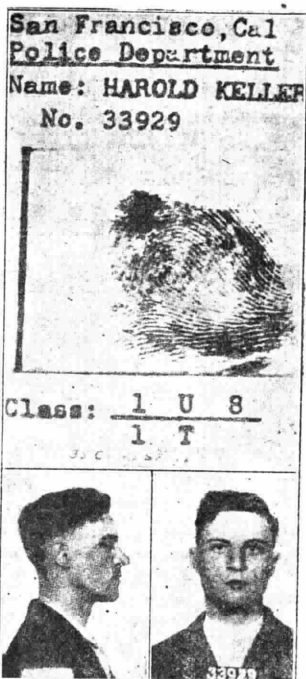 San Francisco, Cal
Police Department
Name: HAROLD KELLER
No. 33929
Class: 1 U 8
1 T
33929